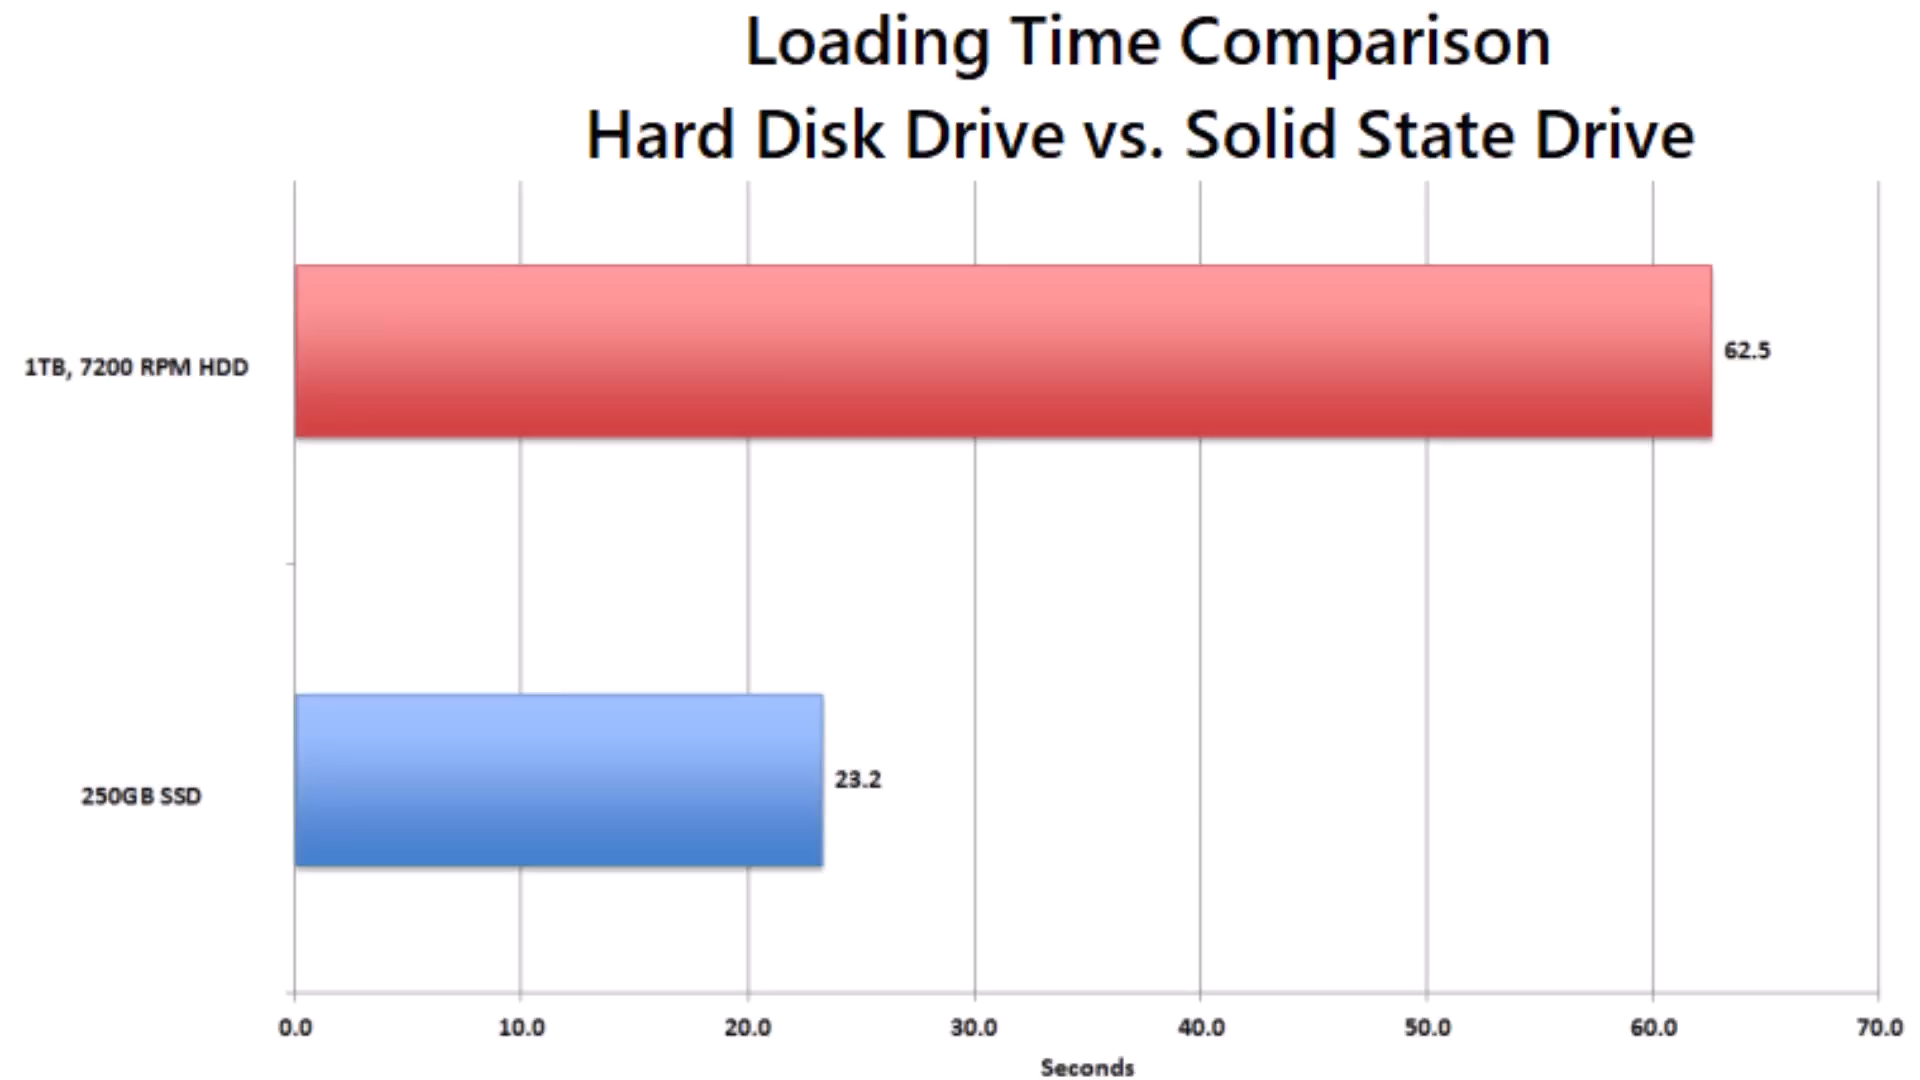 Loading Time Comparison
Hard Disk Drive vs. Solid State Drive
1TB, 7200 RPM HDD
62.5
250GB SSD
23.2
0.0 10.0 20.0 30.0 40.0 50.0 60.0 70.0
Seconds